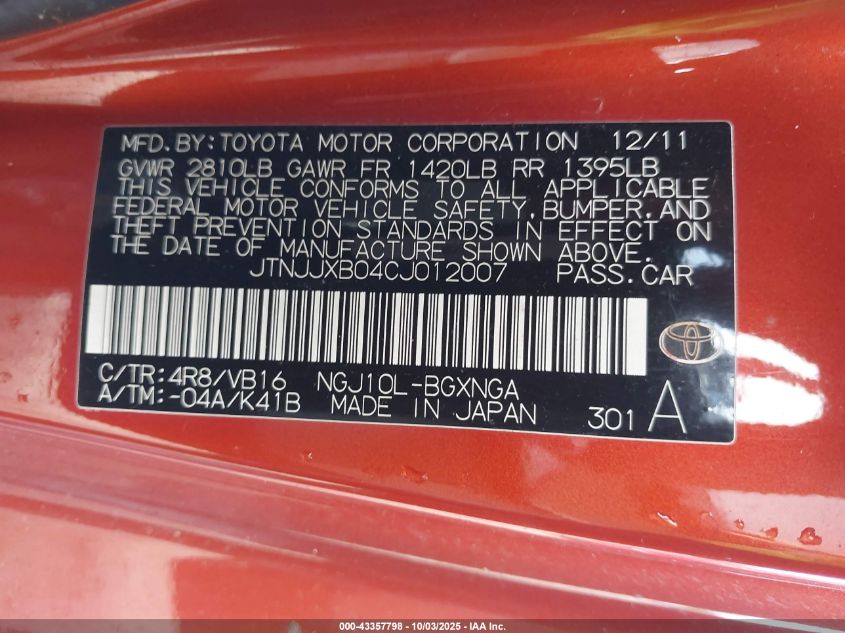 MFD.BY:TOYOTA MOTOR CORPORATION 12/11
GVWR 2810LB GAWR FR 1420LB RR 1395LB
THIS VEHICLE CONFORMS TO ALL APPLICABLE
FEDERAL MOTOR VEHICLE SAFETY,BUMPER,AND
THEFT PREVENTION STANDARDS IN EFFECT ON
THE DATE OF MANUFACTURE SHOWN ABOVE.
JTNJJXB04CJ012007 PASS.CAR
C/TR:4R8/VB16 NGJ10L-BGXNGA
A/TM:-04A/K41B MADE IN JAPAN 301 A
000-43357798 - 10/03/2025 - IAA Inc.